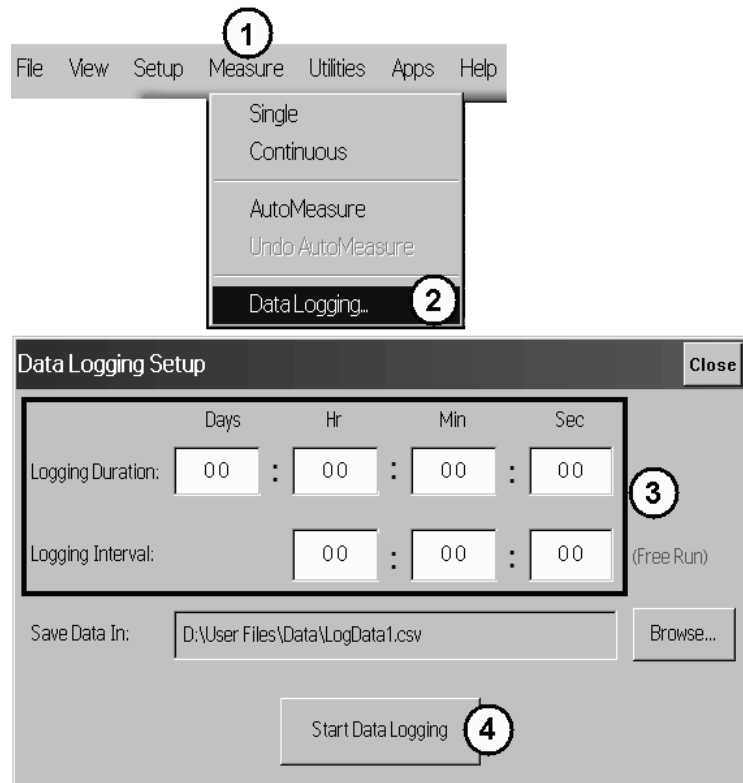 1
File View Setup Measure Utilities Apps Help
Single
Continuous
AutoMeasure
Undo AutoMeasure
Data Logging... 2
Data Logging Setup Close
Days Hr Min Sec
Logging Duration: 00 : 00 : 00 : 00
3
Logging Interval: 00 : 00 : 00 (Free Run)
Save Data In: D:\User Files\Data\LogData1.csv Browse...
Start Data Logging 4